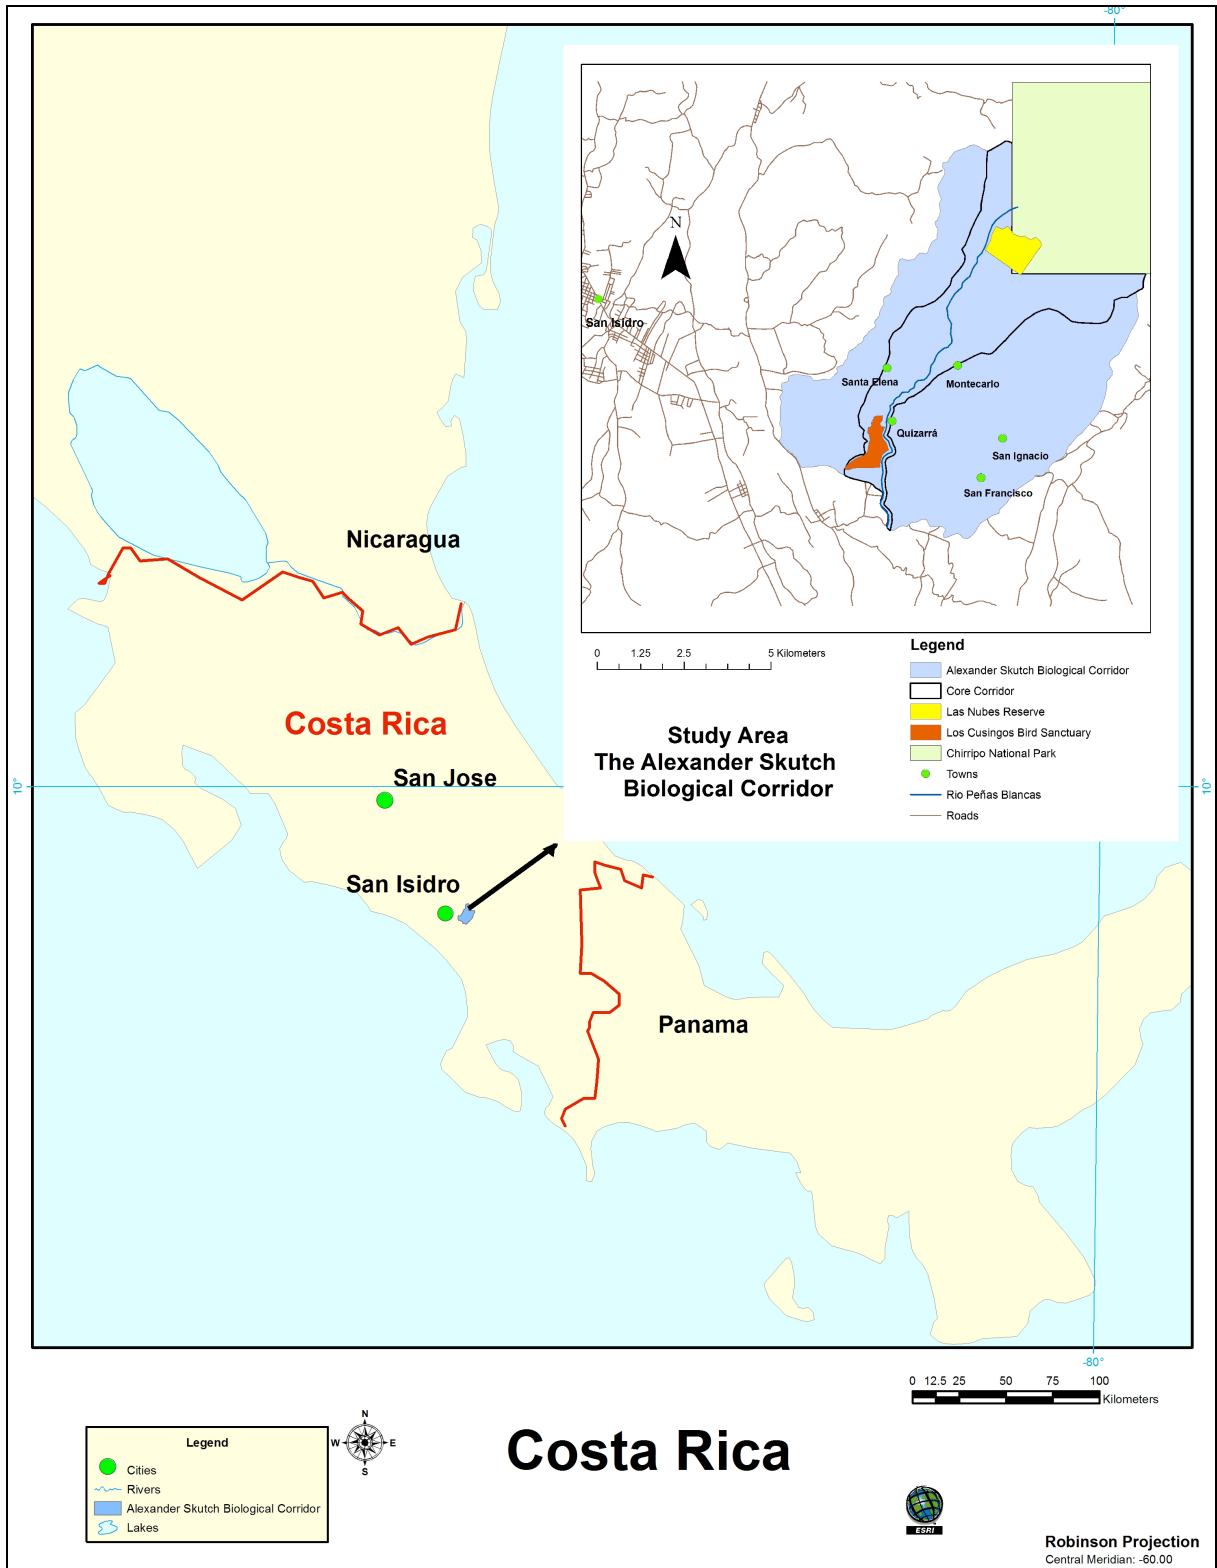 -80°
N
San Isidro
Santa Elena
Montecarlo
Quizarrá
San Ignacio
San Francisco
0 1.25 2.5 5 Kilometers
Legend
Alexander Skutch Biological Corridor
Core Corridor
Las Nubes Reserve
Los Cusingos Bird Sanctuary
Chirripo National Park
Towns
Rio Peñas Blancas
Roads
Study Area
The Alexander Skutch
Biological Corridor
Nicaragua
Costa Rica
San Jose
10°
10°
San Isidro
Panama
-80°
0 12.5 25 50 75 100
Kilometers
Legend
Cities
Rivers
Alexander Skutch Biological Corridor
Lakes
N
W E
S
Costa Rica
ESRI
Robinson Projection
Central Meridian: -60.00